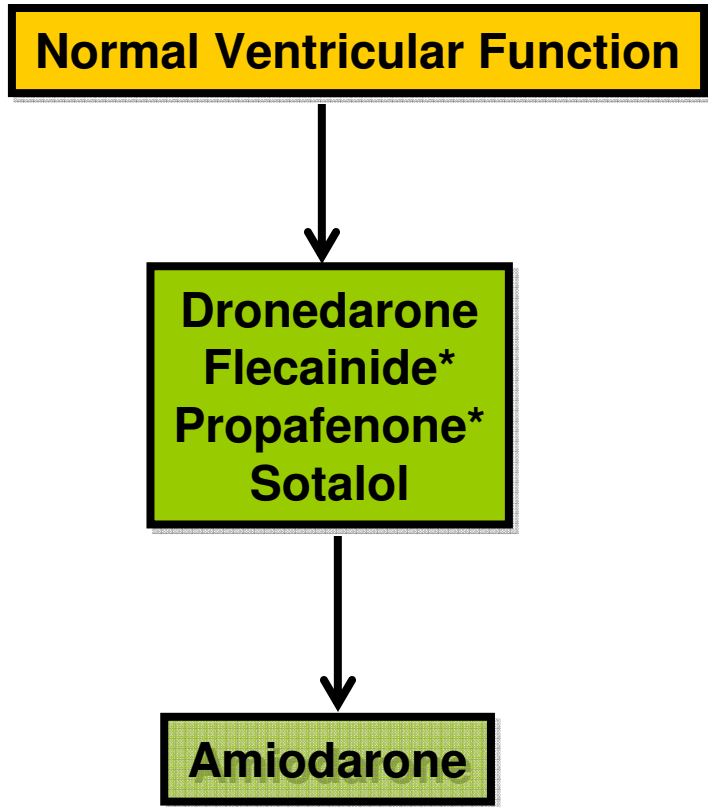 Normal Ventricular Function
Dronedarone
Flecainide*
Propafenone*
Sotalol
Amiodarone